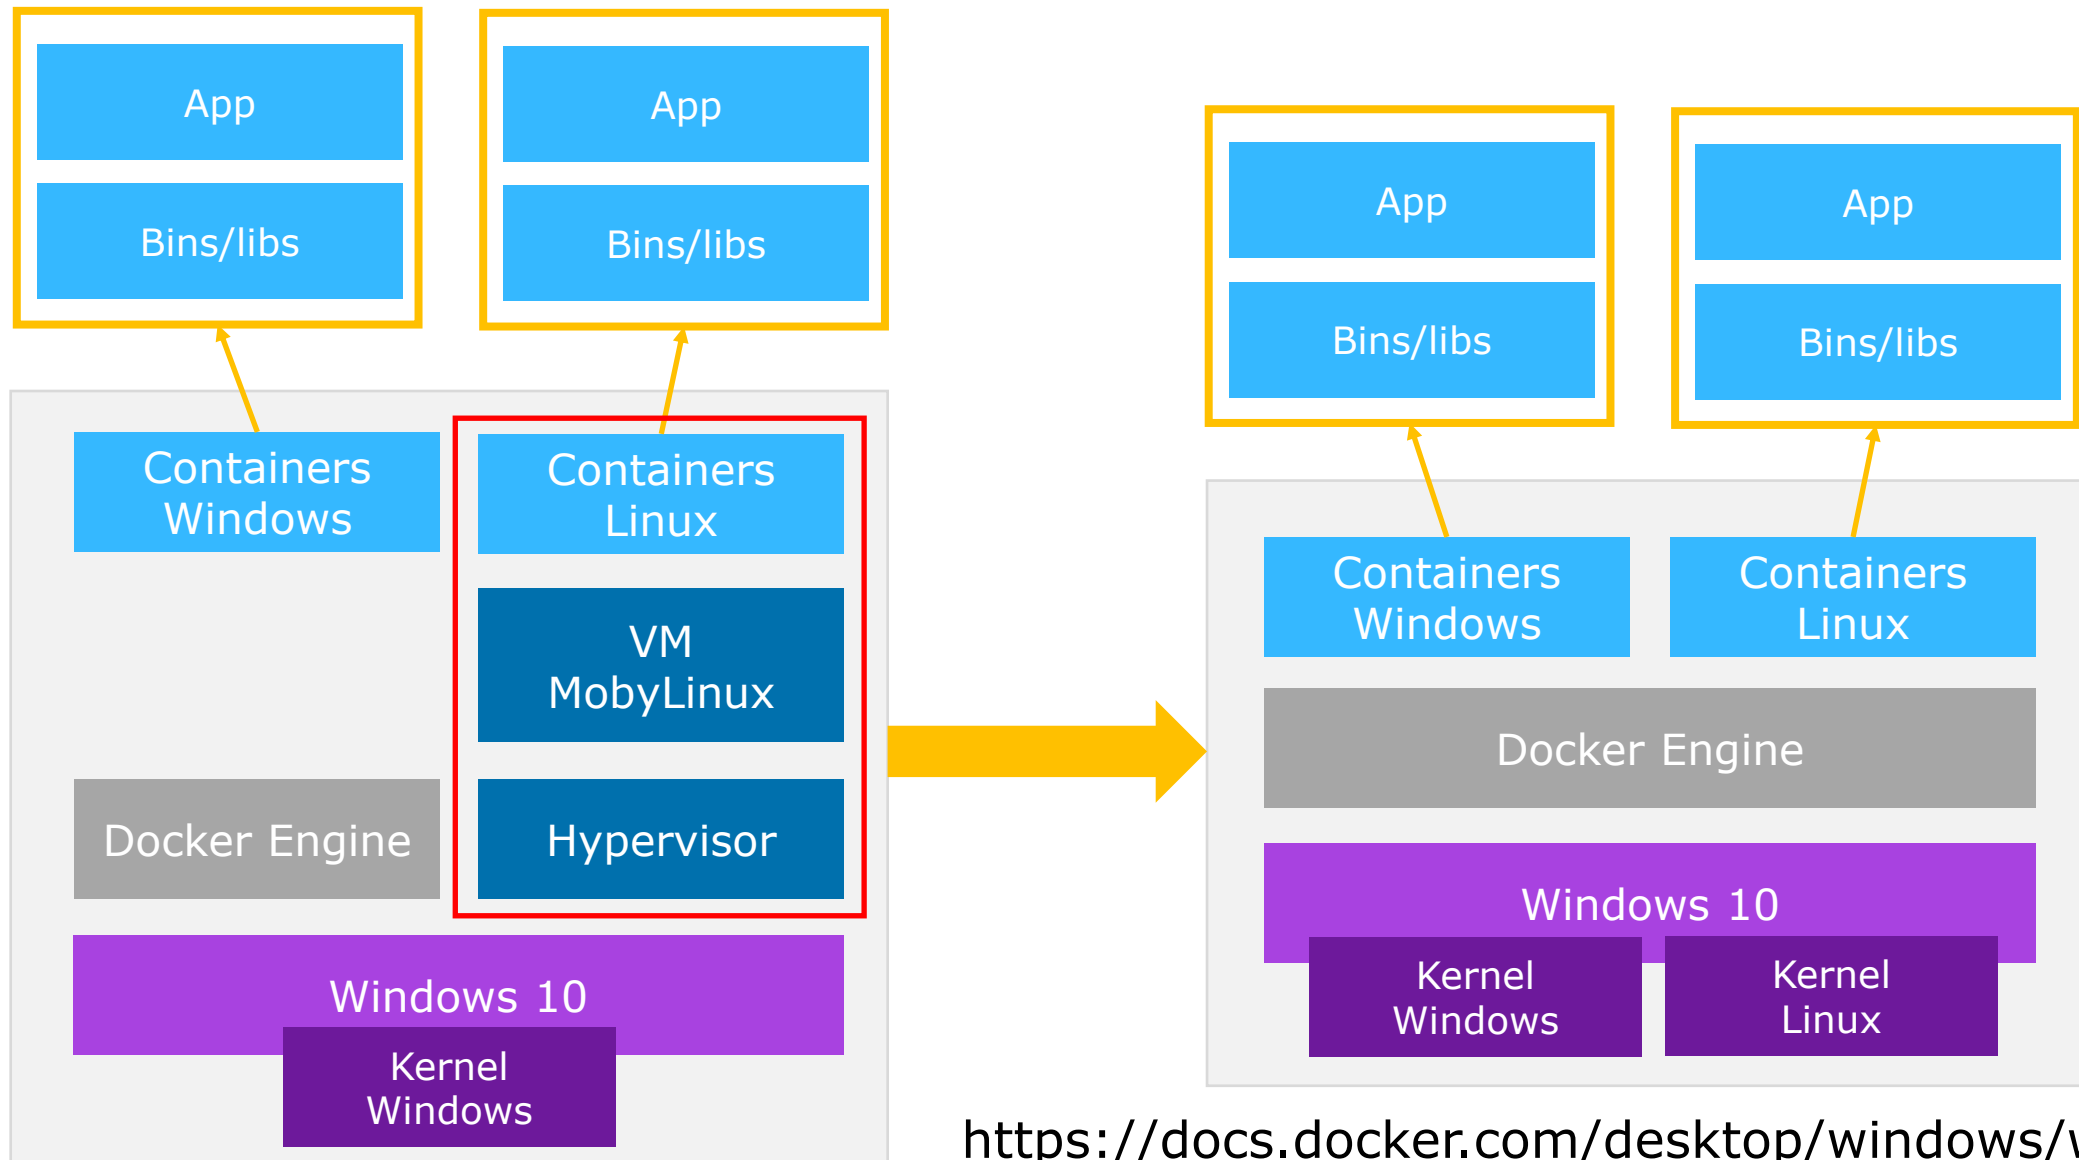 App
Bins/libs
App
Bins/libs
Containers
Windows
Containers
Linux
VM
MobyLinux
Docker Engine
Hypervisor
Windows 10
Kernel
Windows
App
Bins/libs
App
Bins/libs
Containers
Windows
Containers
Linux
Docker Engine
Windows 10
Kernel
Windows
Kernel
Linux
https://docs.docker.com/desktop/windows/